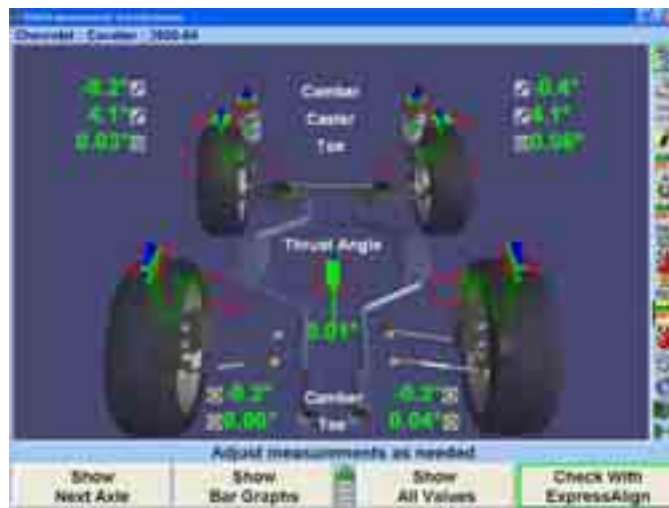 Chevrolet : Cavalier : 2000-04
-0.2° Camber -0.4°
4.1° Caster 4.1°
0.03° Toe 0.06°
Thrust Angle
0.01°
-0.2° Camber -0.2°
0.06° Toe 0.04°
Adjust measurements as needed
Show Show Show Check With
Next Axle Bar Graphs All Values ExpressAlign